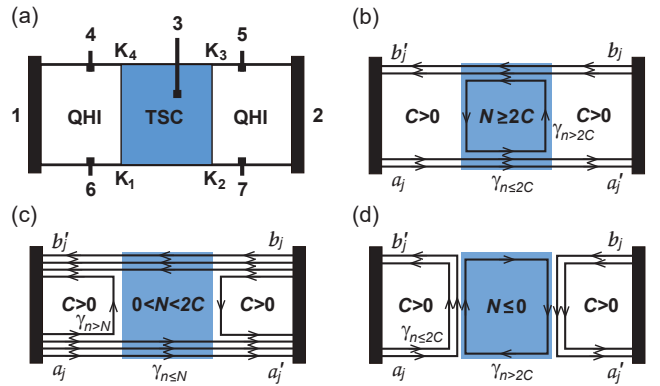 (a)
3
4
K₄
K₃
5
1
QHI
TSC
QHI
2
6
K₁
K₂
7
(b)
b'ⱼ
bⱼ
C>0
N≥2C
C>0
γₙ>2C
aⱼ
γₙ≤2C
a'ⱼ
(c)
b'ⱼ
bⱼ
C>0
0<N<2C
C>0
γₙ>N
aⱼ
γₙ≤N
a'ⱼ
(d)
b'ⱼ
bⱼ
C>0
N≤0
C>0
γₙ≤2C
aⱼ
γₙ>2C
a'ⱼ